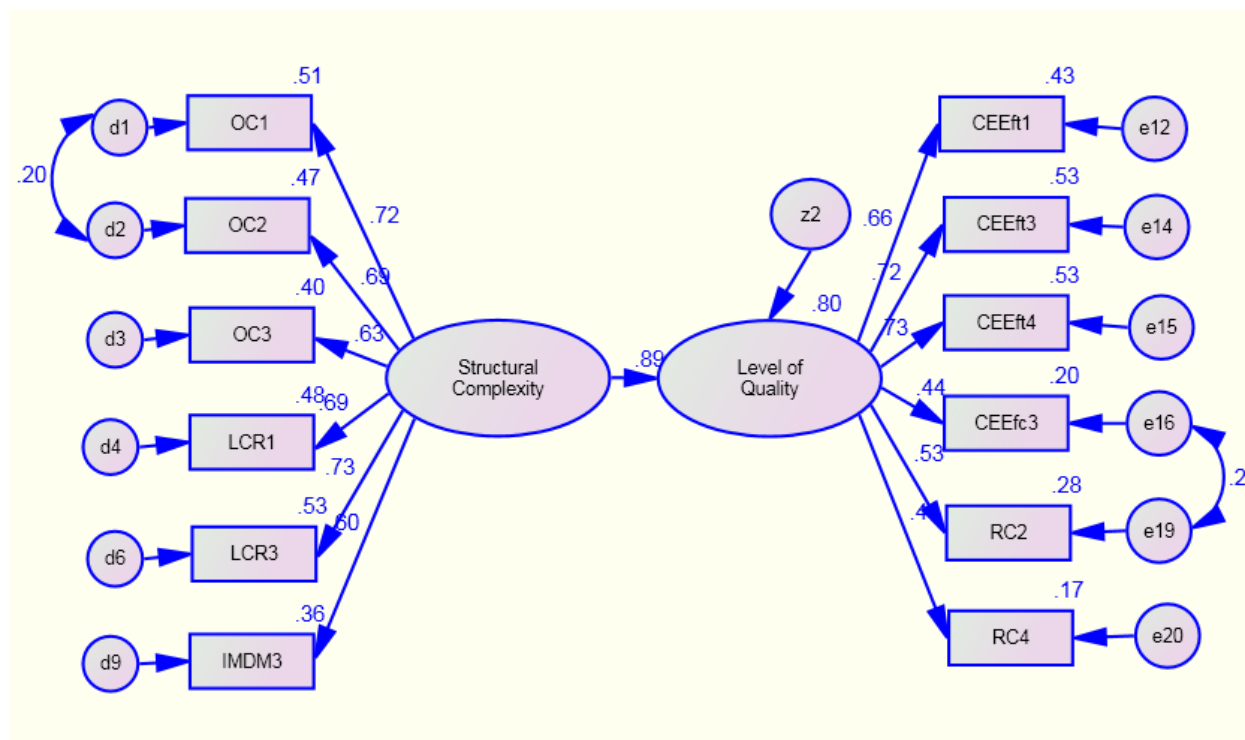 .51
d1
OC1
.20
.47
d2
OC2
.72
.69
.40
d3
OC3
.63
.48
.69
d4
LCR1
.73
.53
.60
d6
LCR3
.36
d9
IMDM3
Structural
Complexity
.89
Level of
Quality
z2
.80
.43
CEEft1
e12
.66
.53
CEEft3
e14
.72
.53
CEEft4
e15
.73
.20
CEEfc3
e16
.44
.53
.28
RC2
e19
.17
RC4
e20